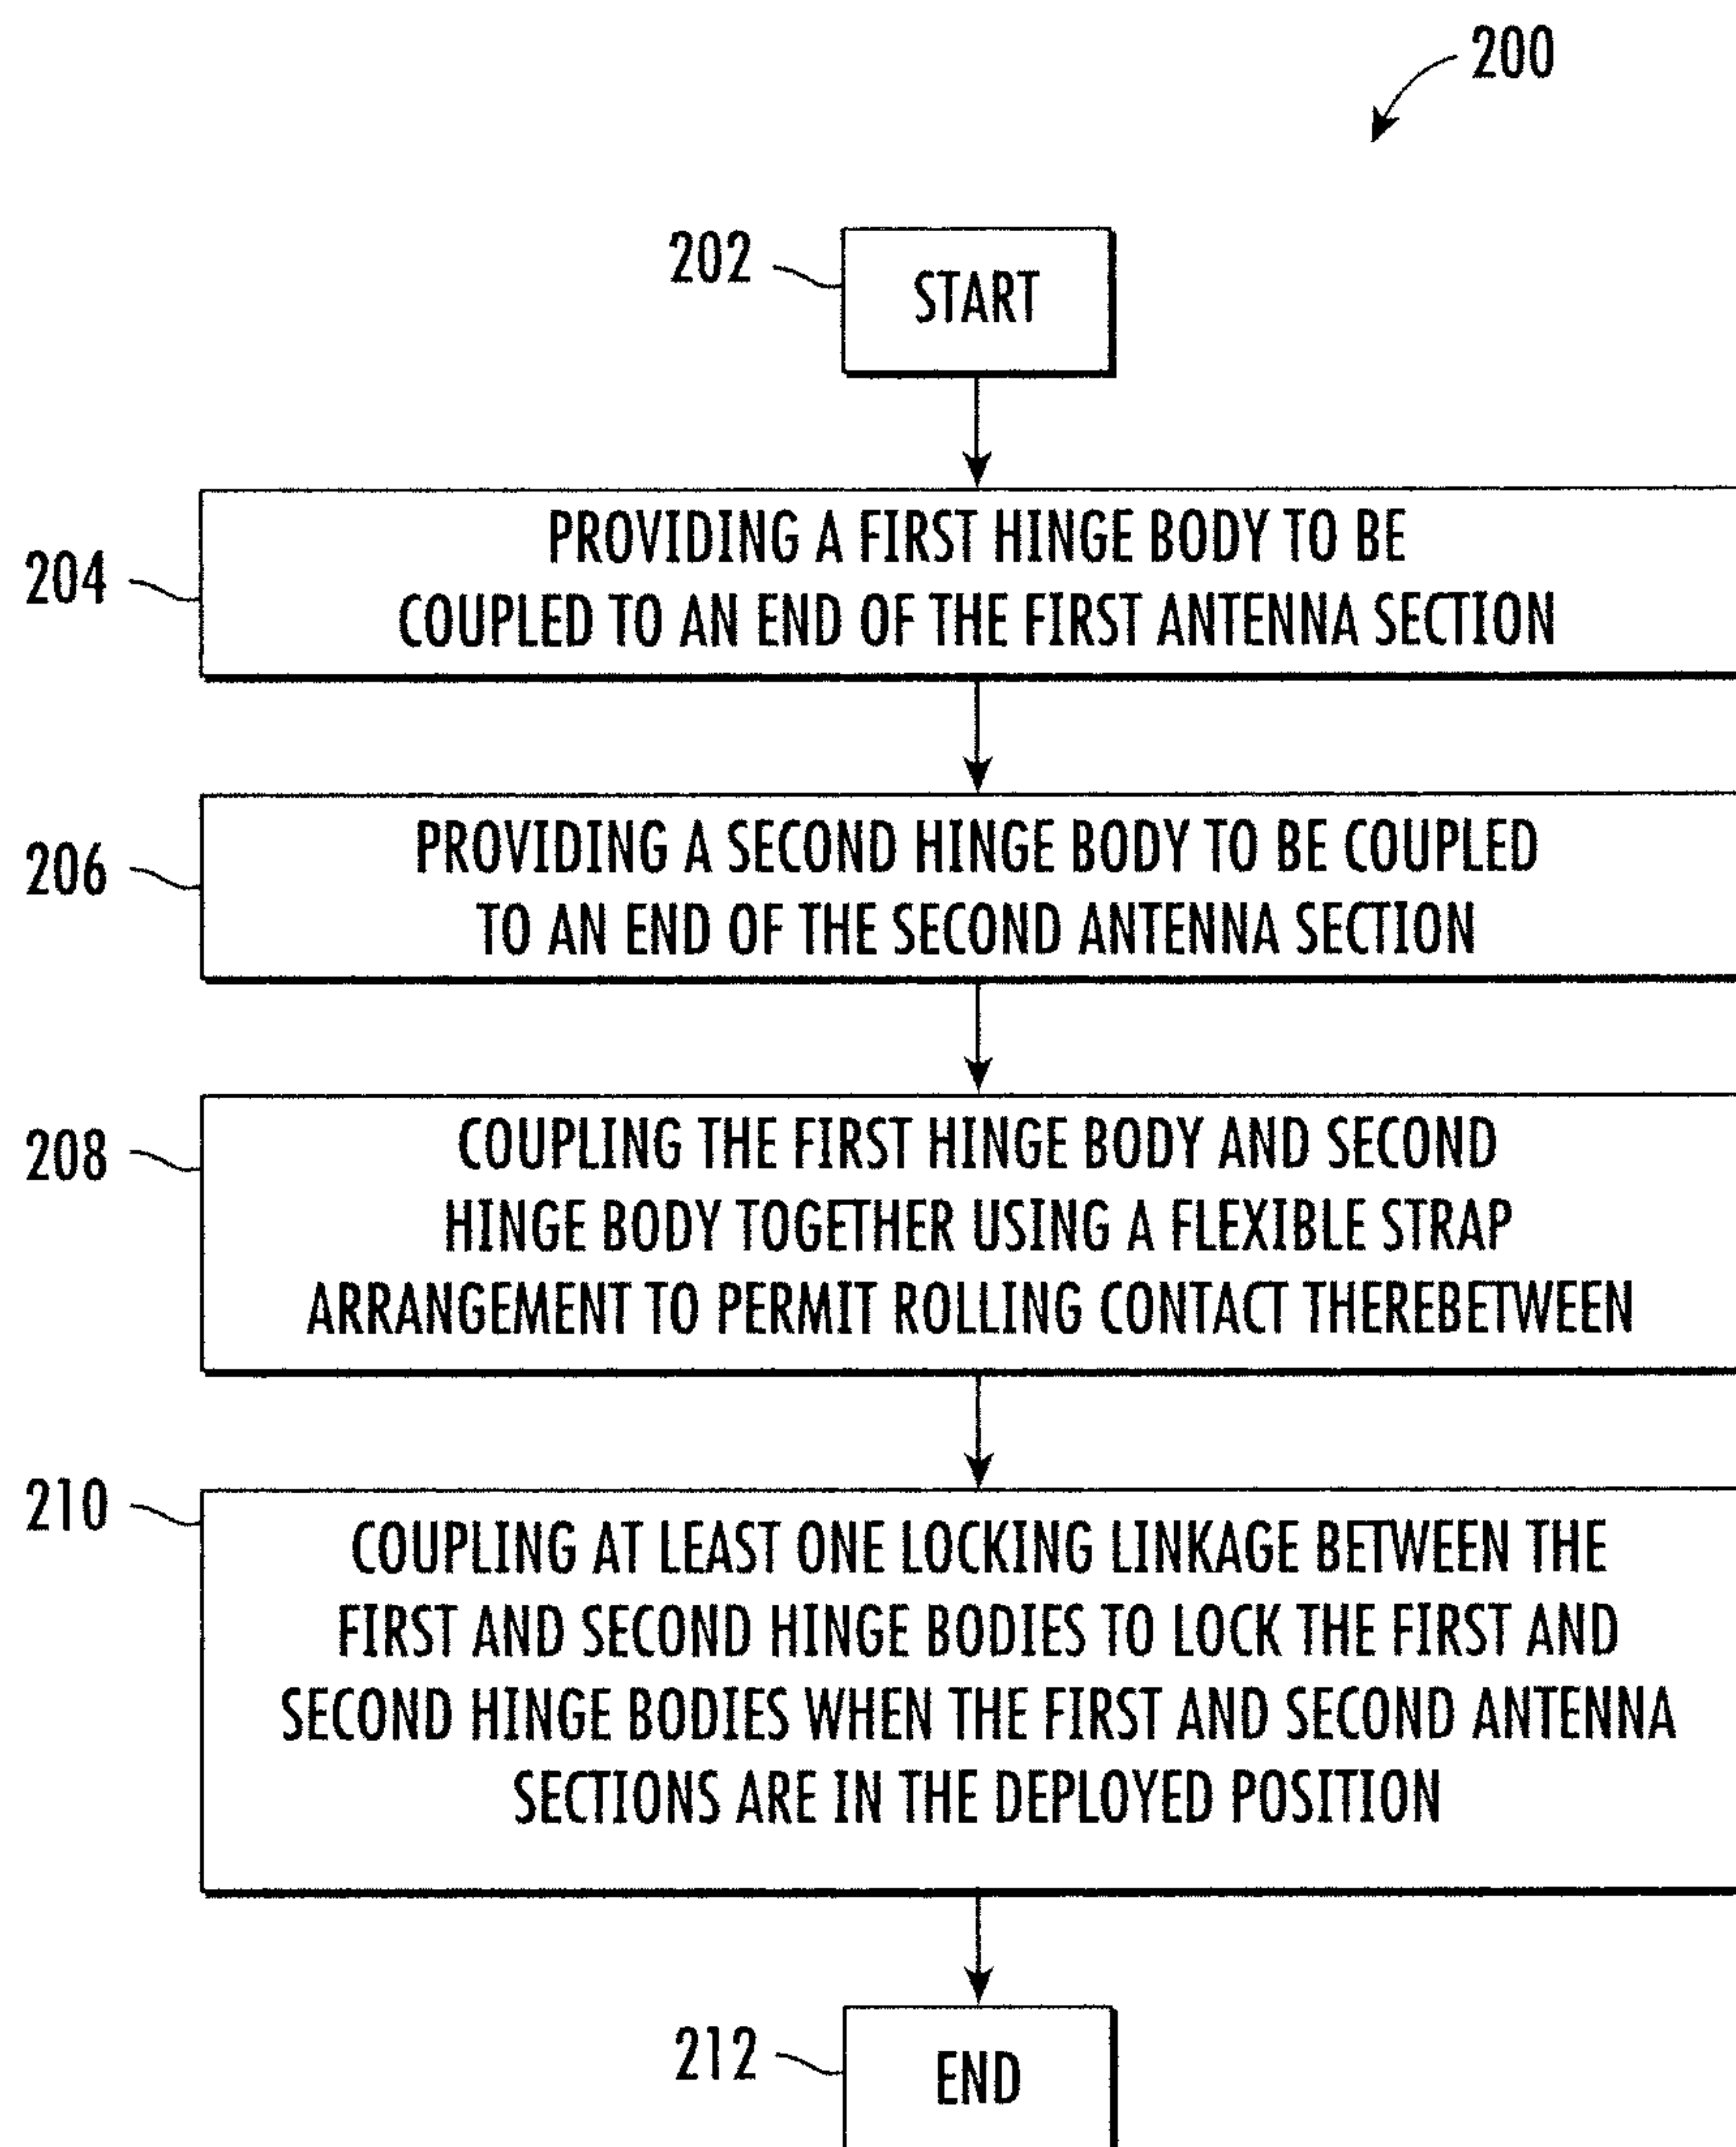 200
202
START
204
PROVIDING A FIRST HINGE BODY TO BE
COUPLED TO AN END OF THE FIRST ANTENNA SECTION
206
PROVIDING A SECOND HINGE BODY TO BE COUPLED
TO AN END OF THE SECOND ANTENNA SECTION
208
COUPLING THE FIRST HINGE BODY AND SECOND
HINGE BODY TOGETHER USING A FLEXIBLE STRAP
ARRANGEMENT TO PERMIT ROLLING CONTACT THEREBETWEEN
210
COUPLING AT LEAST ONE LOCKING LINKAGE BETWEEN THE
FIRST AND SECOND HINGE BODIES TO LOCK THE FIRST AND
SECOND HINGE BODIES WHEN THE FIRST AND SECOND ANTENNA
SECTIONS ARE IN THE DEPLOYED POSITION
212
END